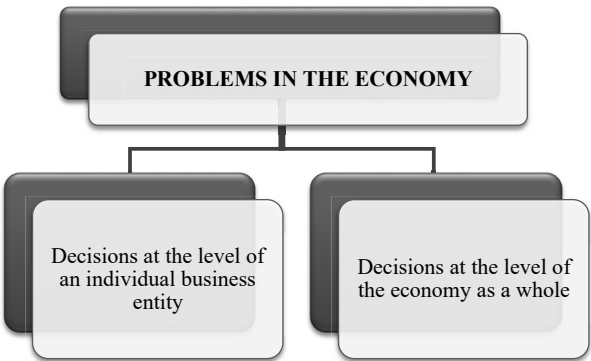 PROBLEMS IN THE ECONOMY
Decisions at the level of
an individual business
entity
Decisions at the level of
the economy as a whole